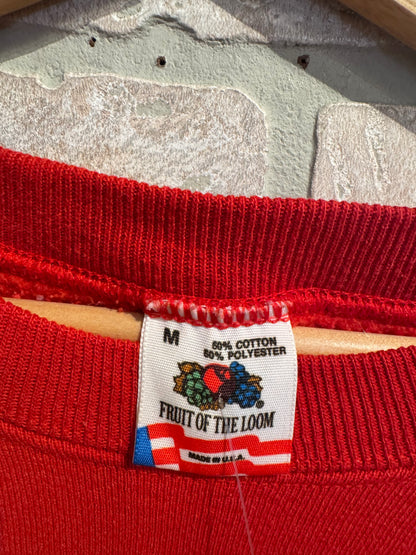 M
50% COTTON
50% POLYESTER
®
FRUIT OF THE LOOM
MADE IN U.S.A.